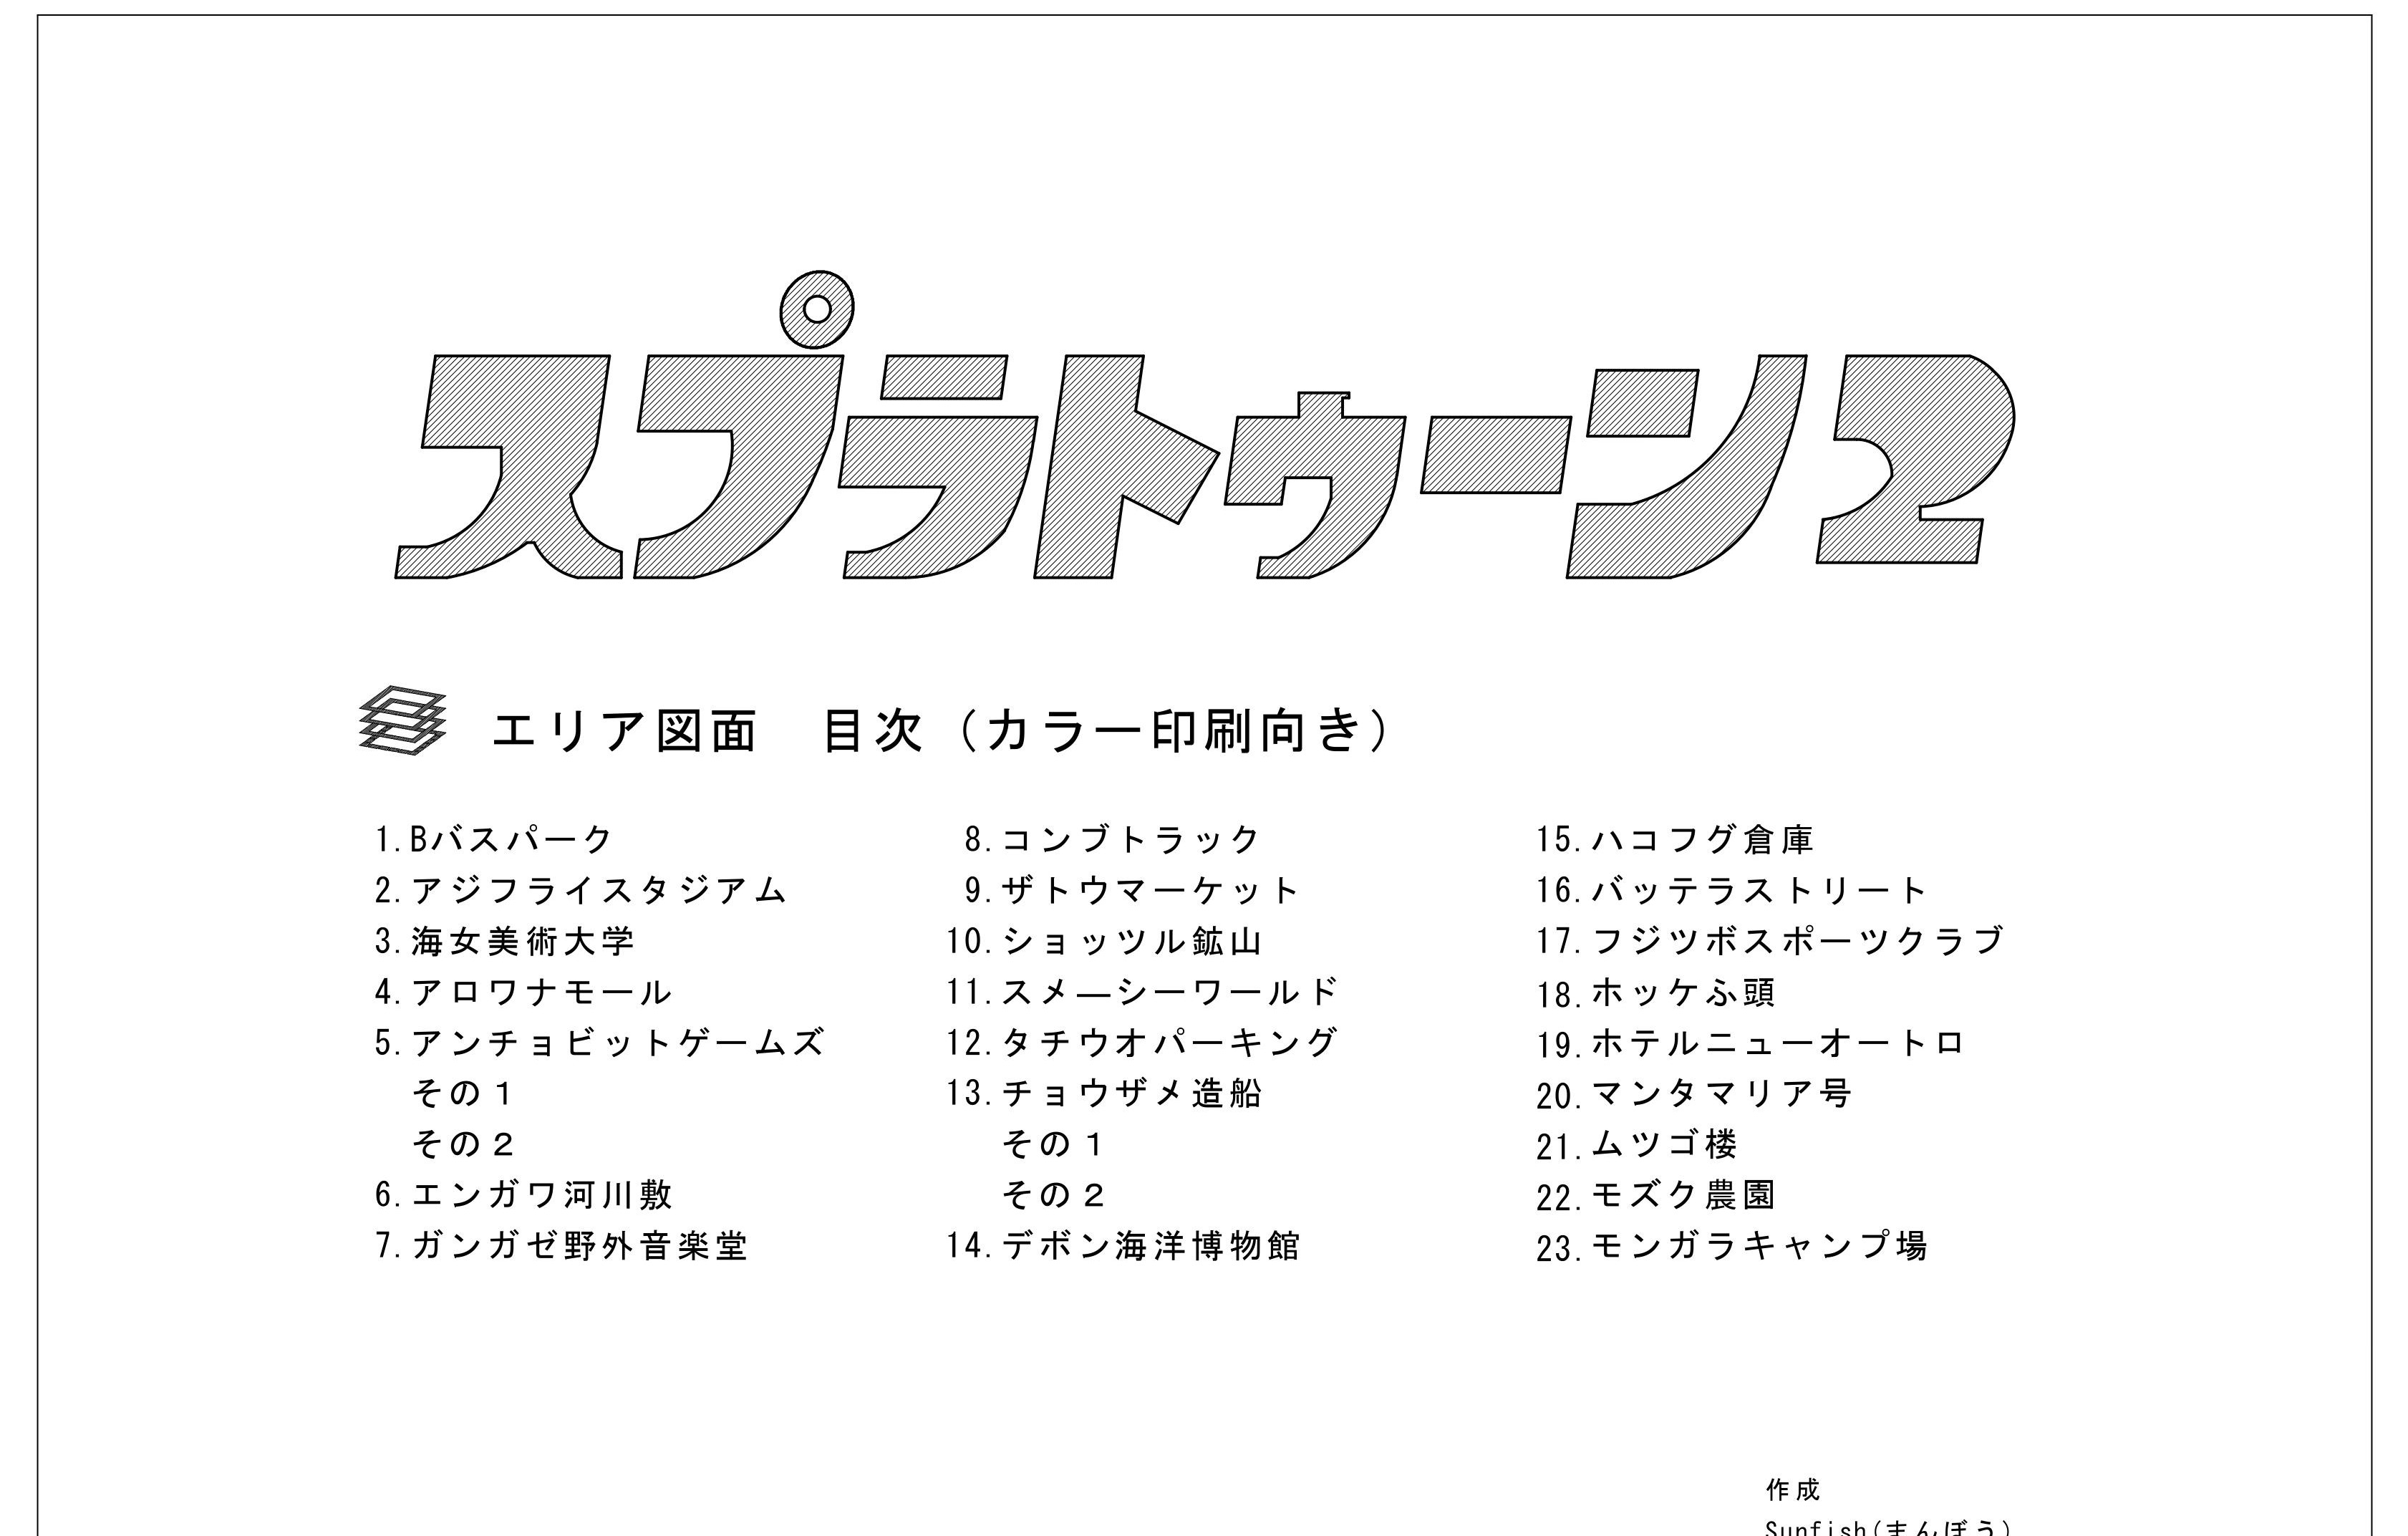 スプラトゥーン2
エリア図面　目次（カラー印刷向き）
1.Bバスパーク
2.アジフライスタジアム
3.海女美術大学
4.アロワナモール
5.アンチョビットゲームズ
その１
その２
6.エンガワ河川敷
7.ガンガゼ野外音楽堂
8.コンブトラック
9.ザトウマーケット
10.ショッツル鉱山
11.スメ―シーワールド
12.タチウオパーキング
13.チョウザメ造船
その１
その２
14.デボン海洋博物館
15.ハコフグ倉庫
16.バッテラストリート
17.フジツボスポーツクラブ
18.ホッケふ頭
19.ホテルニューオートロ
20.マンタマリア号
21.ムツゴ楼
22.モズク農園
23.モンガラキャンプ場
作成
Sunfish(まんぼう)